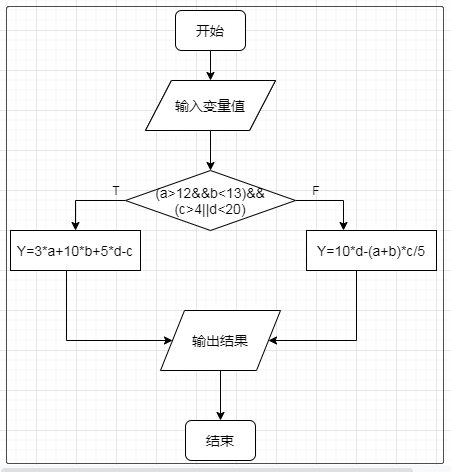 开始
输入变量值
T
(a>12&&b<13)&&
(c>4||d<20)
F
Y=3*a+10*b+5*d-c
Y=10*d-(a+b)*c/5
输出结果
结束